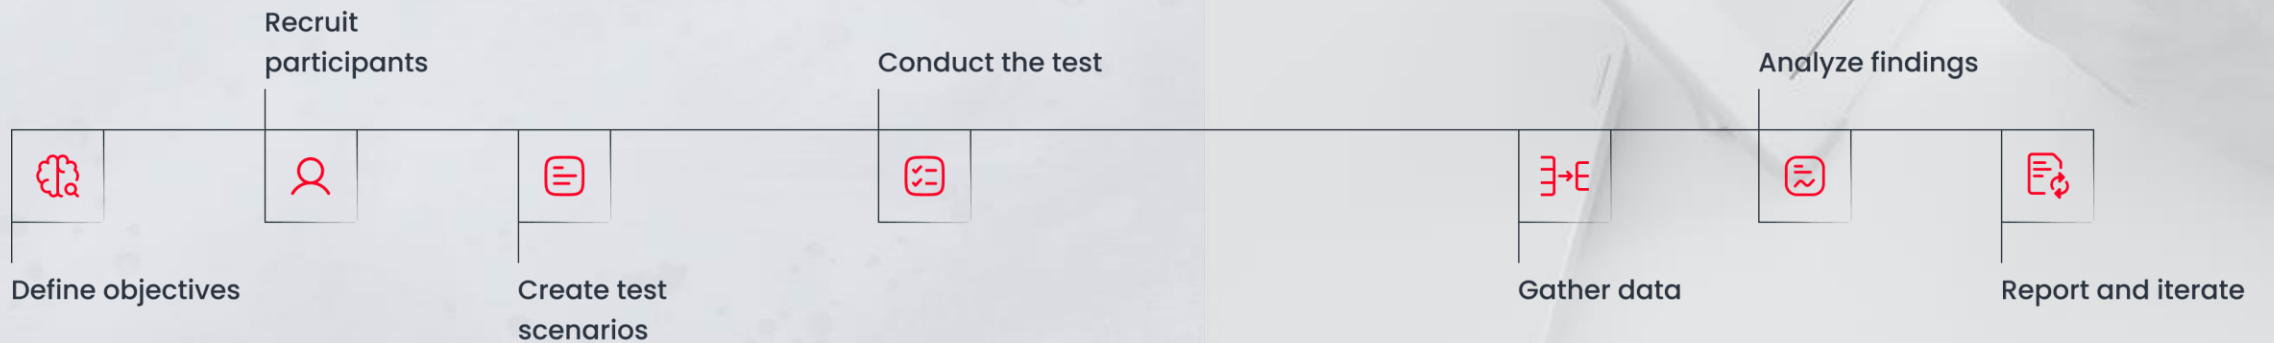 Recruit
participants
Conduct the test
Analyze findings
Define objectives
Create test
scenarios
Gather data
Report and iterate